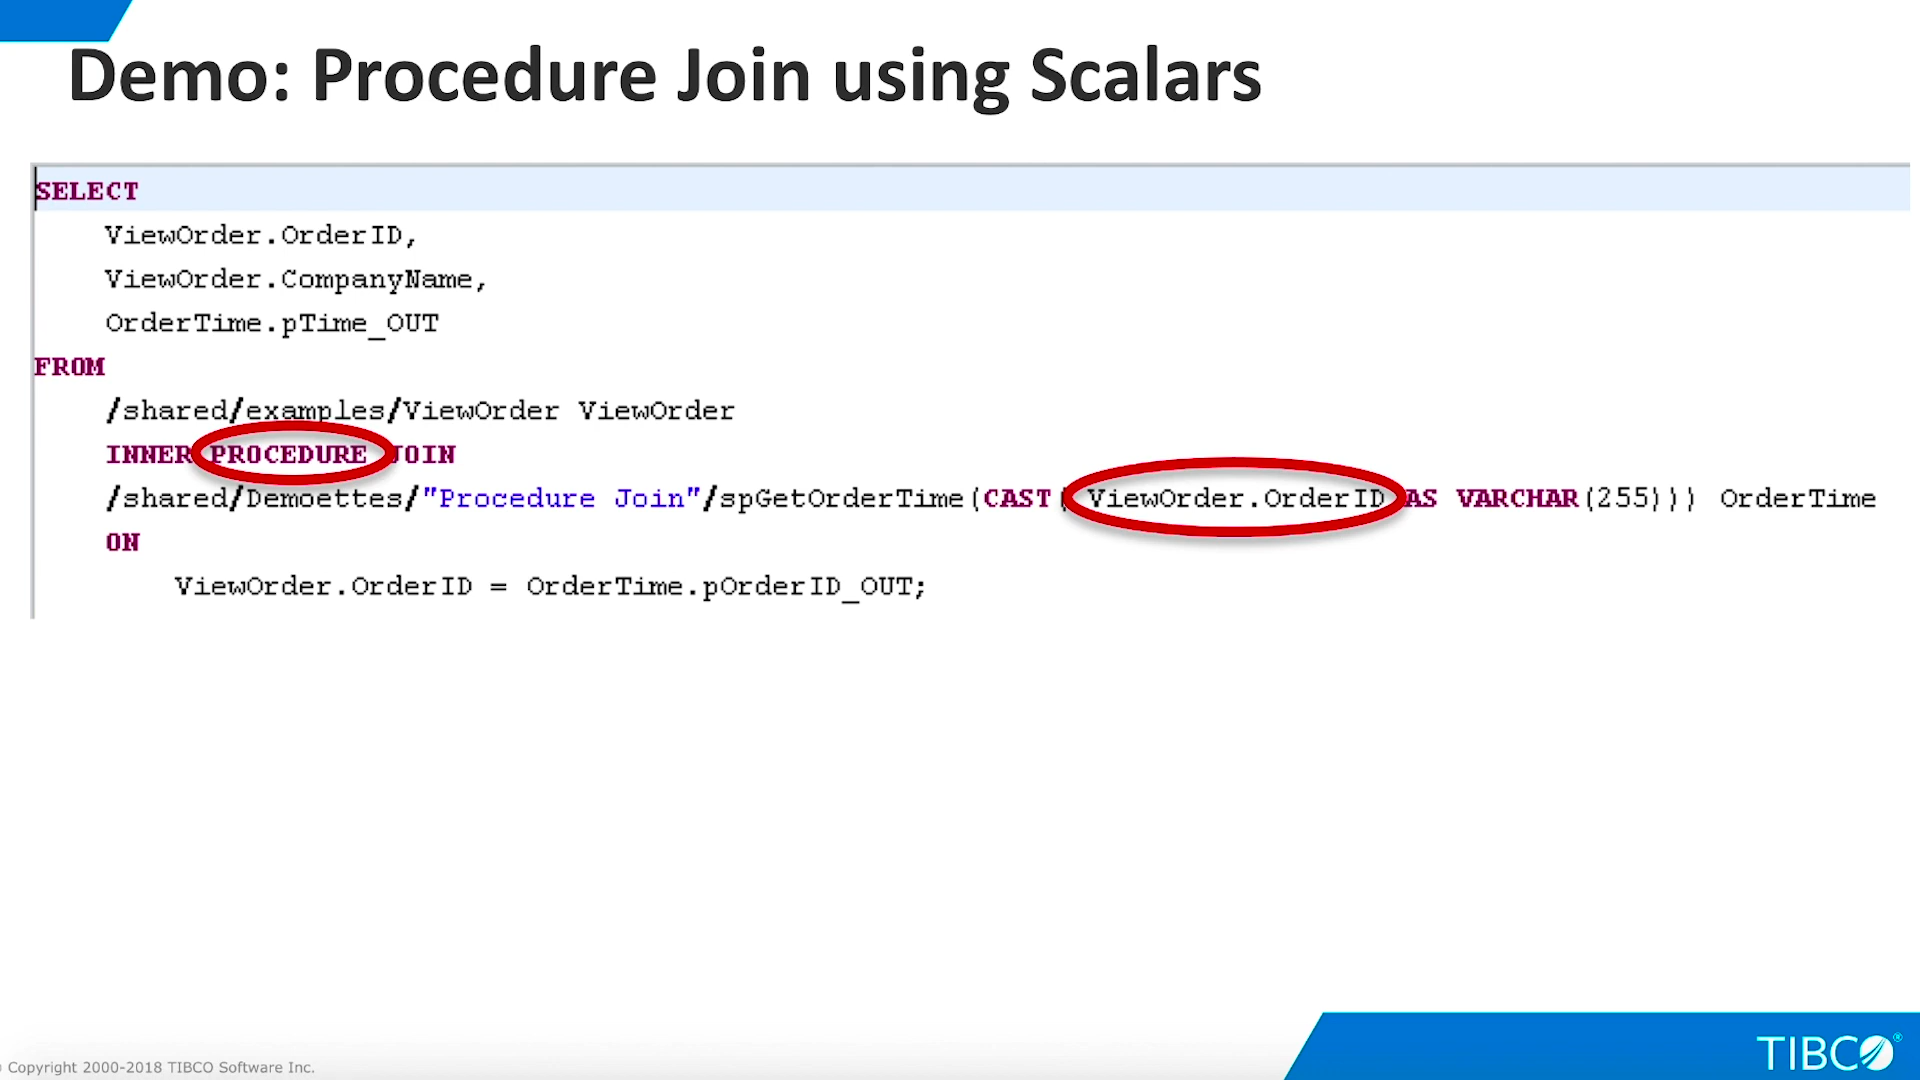 Demo: Procedure Join using Scalars
SELECT
ViewOrder.OrderID,
ViewOrder.CompanyName,
OrderTime.pTime_OUT
FROM
/shared/examples/ViewOrder ViewOrder
INNER PROCEDURE JOIN
/shared/Demoettes/"Procedure Join"/spGetOrderTime(CAST( ViewOrder.OrderID AS VARCHAR(255))) OrderTime
ON
ViewOrder.OrderID = OrderTime.pOrderID_OUT;
© Copyright 2000-2018 TIBCO Software Inc.
TIBCO®